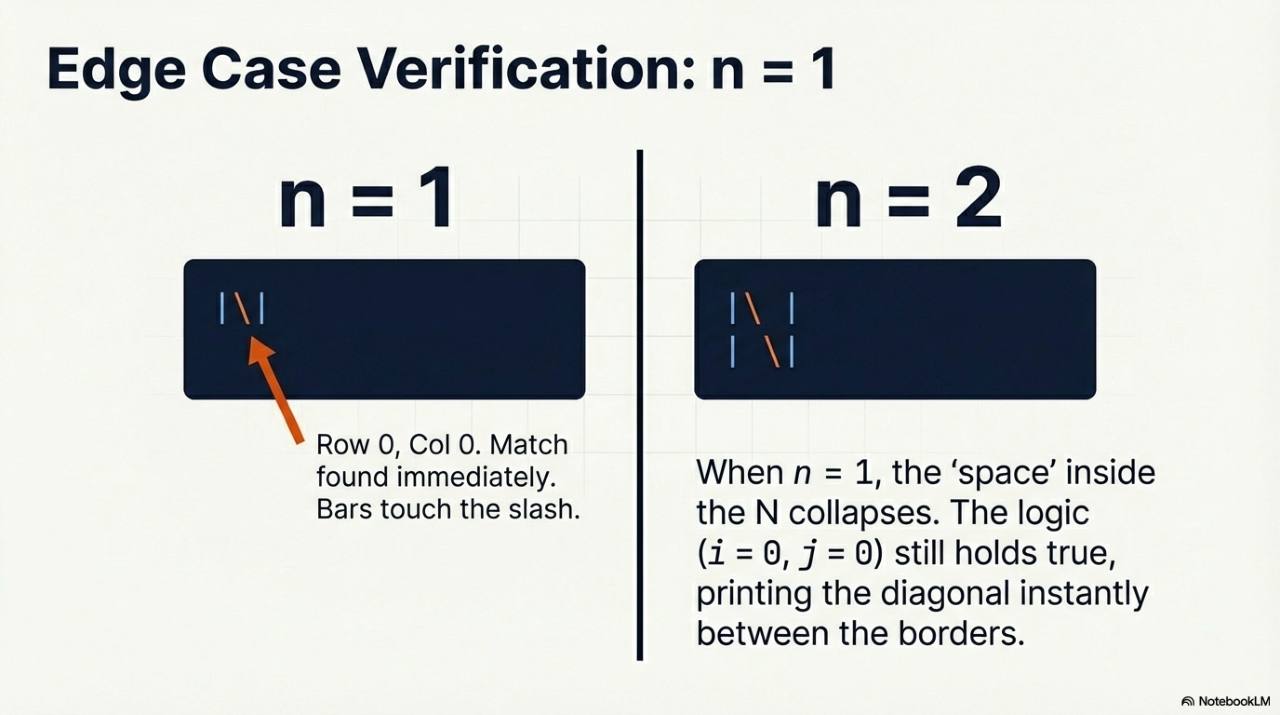 Edge Case Verification: n = 1
n = 1
|\|
Row 0, Col 0. Match
found immediately.
Bars touch the slash.
n = 2
|\ |
| \|
When n = 1, the ‘space’ inside
the N collapses. The logic
(i = 0, j = 0) still holds true,
printing the diagonal instantly
between the borders.
NotebookLM